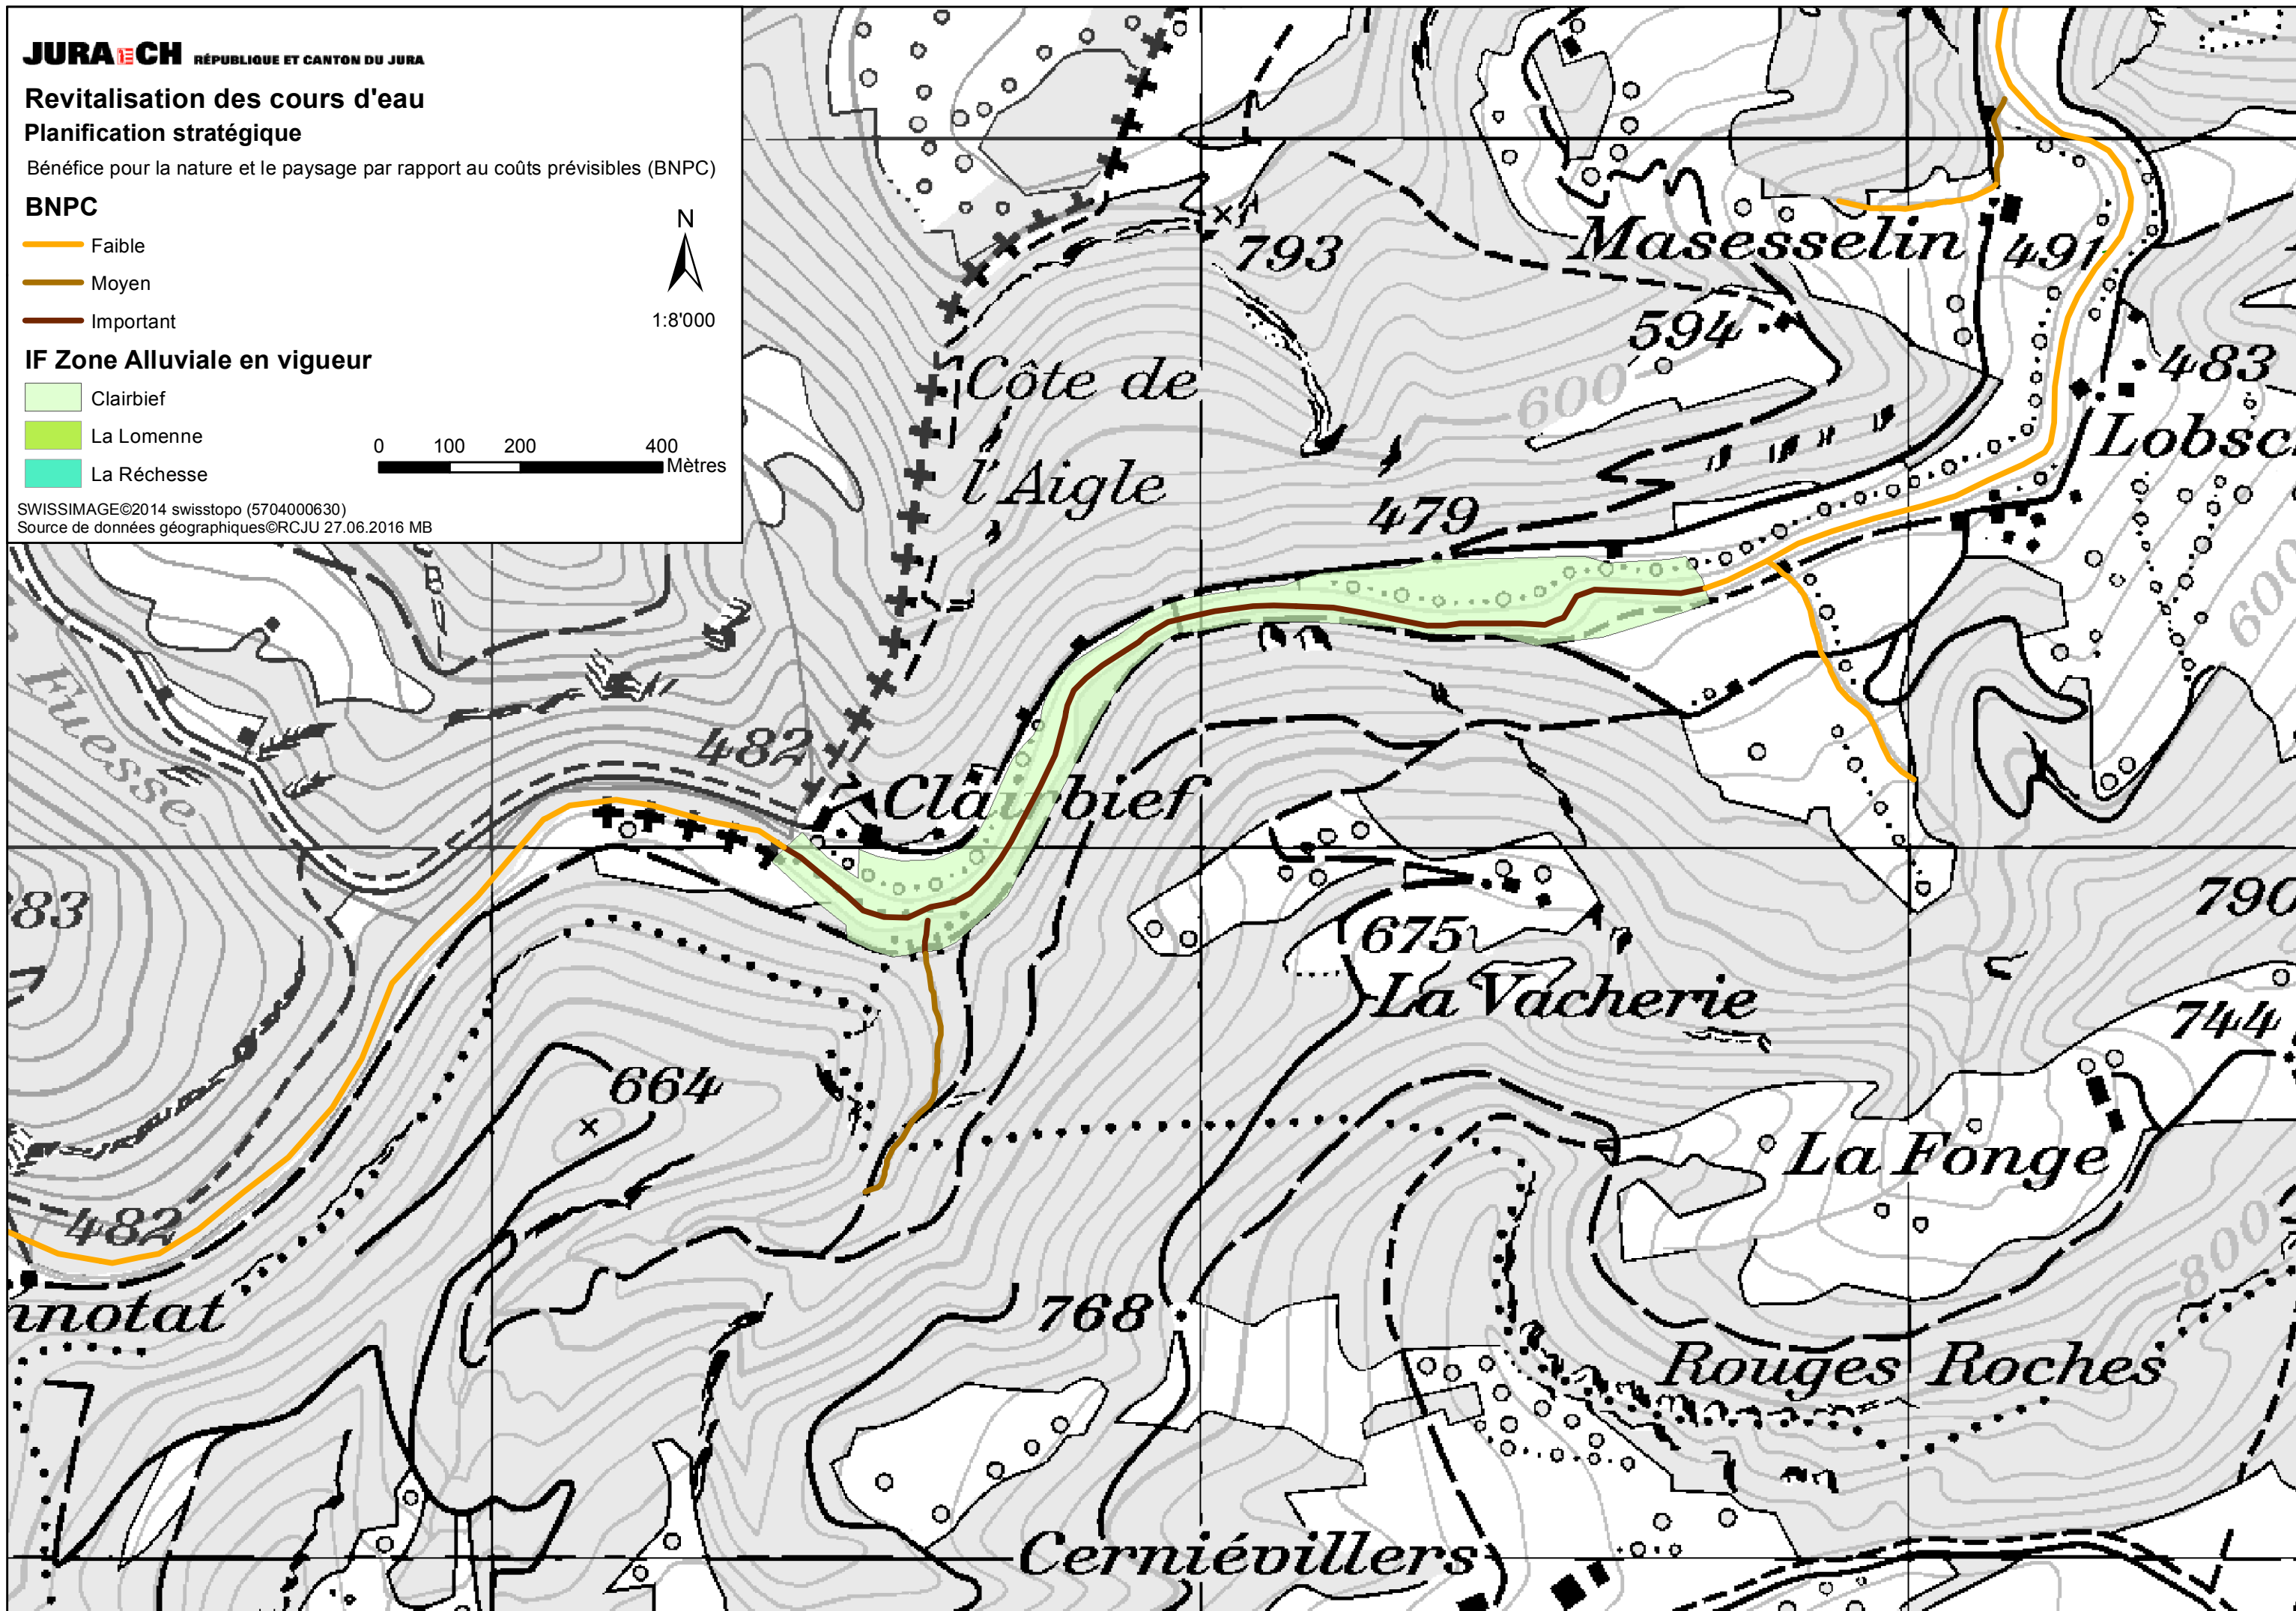 JURA CH RÉPUBLIQUE ET CANTON DU JURA
Revitalisation des cours d'eau
Planification stratégique
Bénéfice pour la nature et le paysage par rapport au coûts prévisibles (BNPC)
BNPC
Faible
Moyen
Important
N
1:8'000
IF Zone Alluviale en vigueur
Clairbief
La Lomenne
La Réchesse
0 100 200 400
Mètres
SWISSIMAGE©2014 swisstopo (5704000630)
Source de données géographiques©RCJU 27.06.2016 MB
793
Masesselin
491
594
483
Côte de
l'Aigle
600
Lobsc
479
600
Fuesse
482
Clairbief
83
790
675
La Vacherie
744
664
La Fonge
482
nnotat
768
800
Rouges Roches
Cerniévillers